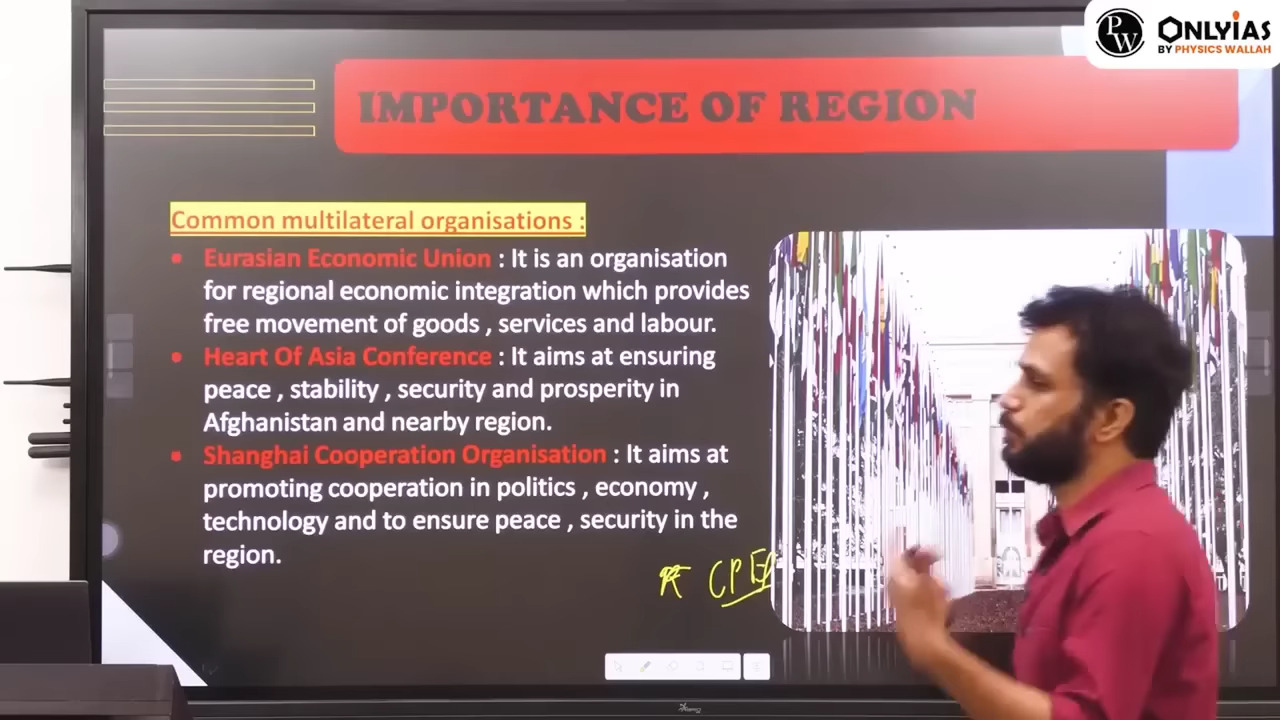 PW
ONLYIAS
BY PHYSICS WALLAH
IMPORTANCE OF REGION
Common multilateral organisations :
• Eurasian Economic Union : It is an organisation
for regional economic integration which provides
free movement of goods , services and labour.
• Heart Of Asia Conference : It aims at ensuring
peace , stability , security and prosperity in
Afghanistan and nearby region.
• Shanghai Cooperation Organisation : It aims at
promoting cooperation in politics , economy ,
technology and to ensure peace , security in the
region.